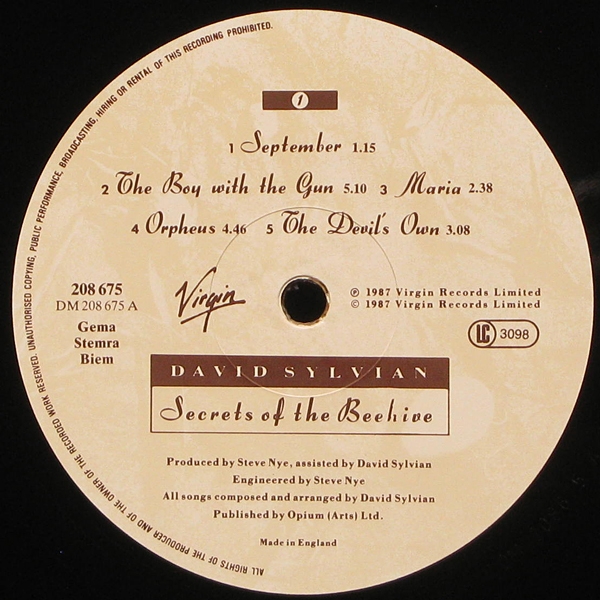 1
1 September 1.15
2 The Boy with the Gun 5.10 3 Maria 2.38
4 Orpheus 4.46 5 The Devil's Own 3.08
208 675
DM 208 675 A
Gema
Stemra
Biem
Virgin
℗ 1987 Virgin Records Limited
© 1987 Virgin Records Limited
LC 3098
DAVID SYLVIAN
Secrets of the Beehive
Produced by Steve Nye, assisted by David Sylvian
Engineered by Steve Nye
All songs composed and arranged by David Sylvian
Published by Opium (Arts) Ltd.
Made in England
ALL RIGHTS OF THE PRODUCER AND OF THE OWNER OF THE RECORDED WORK RESERVED. UNAUTHORISED COPYING, PUBLIC PERFORMANCE, BROADCASTING, HIRING OR RENTAL OF THIS RECORDING PROHIBITED.